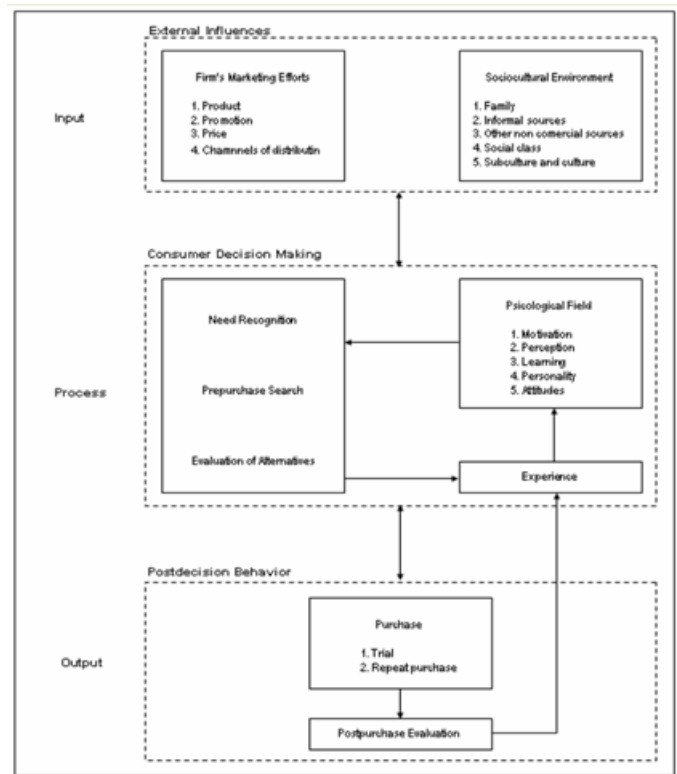 External Influences
Input
Firm's Marketing Efforts
1. Product
2. Promotion
3. Price
4. Chamnnels of distributin
Sociocultural Environment
1. Family
2. Informal sources
3. Other non comercial sources
4. Social class
5. Subculture and culture
Consumer Decision Making
Process
Need Recognition
Prepurchase Search
Evaluation of Alternatives
Psicological Field
1. Motivation
2. Perception
3. Learning
4. Personality
5. Attitudes
Experience
Postdecision Behavior
Output
Purchase
1. Trial
2. Repeat purchase
Postpurchase Evaluation